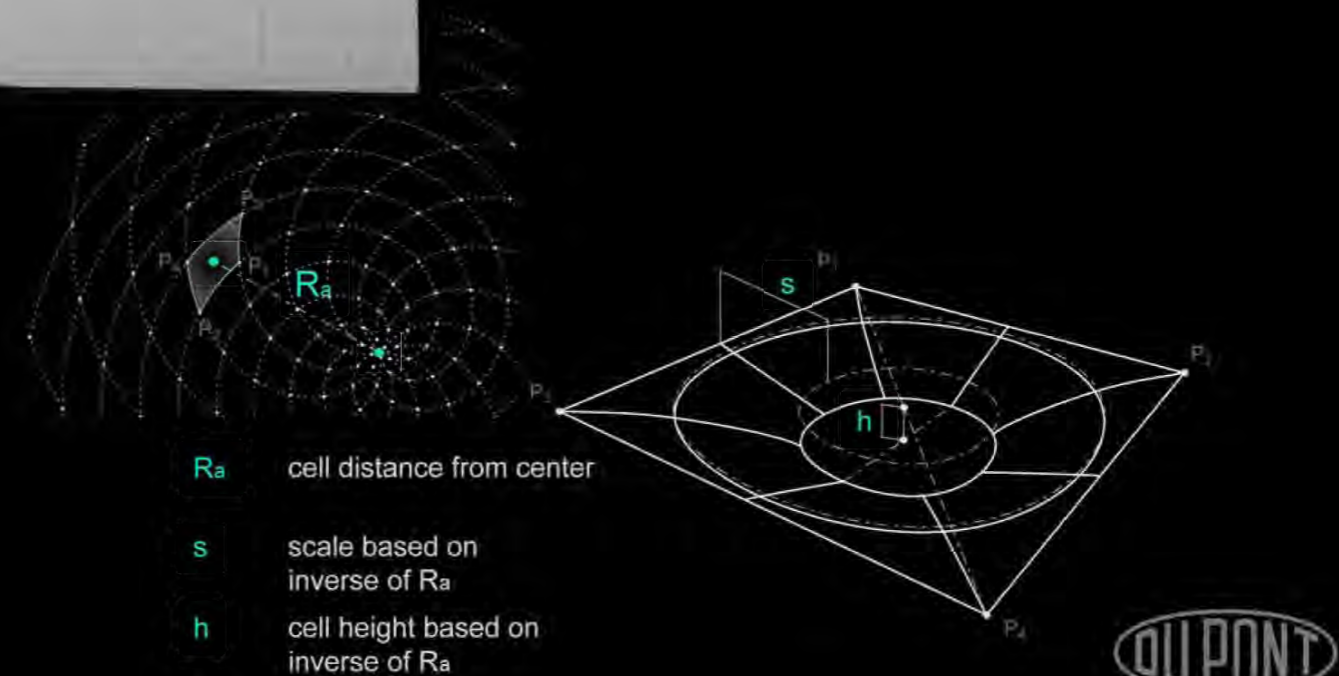 Ra
s
h
Ra cell distance from center
s scale based on
inverse of Ra
h cell height based on
inverse of Ra
P4
DUPONT